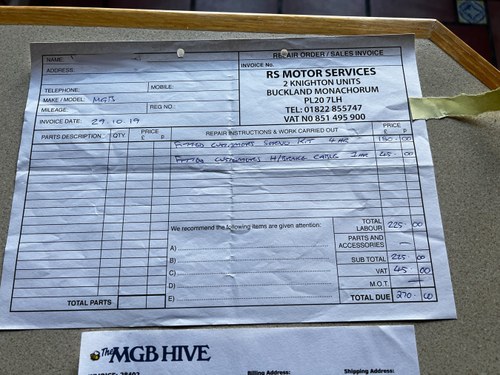 REPAIR ORDER / SALES INVOICE
NAME:
INVOICE No.
ADDRESS:
RS MOTOR SERVICES
2 KNIGHTON UNITS
BUCKLAND MONACHORUM
PL20 7LH
TEL: 01822 855747
VAT N0 851 495 900
TELEPHONE: MOBILE:
MAKE / MODEL: MGB
MILEAGE: REG NO.
INVOICE DATE: 29.10.19
PARTS DESCRIPTION QTY PRICE £ P REPAIR INSTRUCTIONS & WORK CARRIED OUT PRICE £ P
FITTED CUSTOMERS SERVO KIT 4 HR 180.00
FITTED CUSTOMERS H/BRAKE CABLE 1 HR 45.00
We recommend the following items are given attention:
A)
B)
C)
D)
E)
TOTAL LABOUR 225.00
PARTS AND ACCESSORIES —
SUB TOTAL 225.00
VAT 45 00
M.O.T. —
TOTAL PARTS
TOTAL DUE 270.00
The MGB HIVE
INVOICE: Billing Address: Shipping Address: